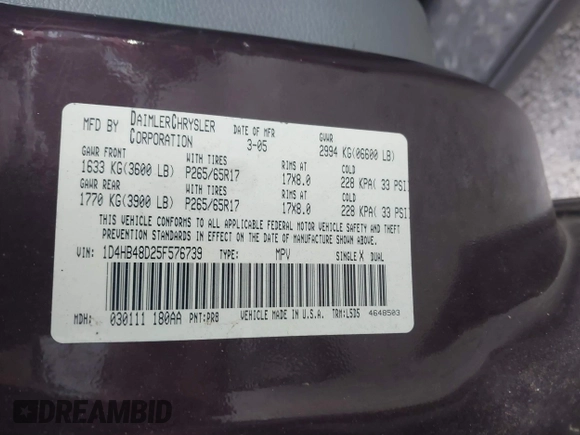 MFD BY DAIMLERCHRYSLER CORPORATION DATE OF MFR 3-05 GVWR 2994 KG(06600 LB)
GAWR FRONT WITH TIRES RIMS AT COLD
1633 KG(3600 LB) P265/65R17 17X8.0 228 KPA( 33 PSI)
GAWR REAR WITH TIRES RIMS AT COLD
1770 KG(3900 LB) P265/65R17 17X8.0 228 KPA( 33 PSI)
THIS VEHICLE CONFORMS TO ALL APPLICABLE FEDERAL MOTOR VEHICLE SAFETY AND THEFT
PREVENTION STANDARDS IN EFFECT ON THE DATE OF MANUFACTURE SHOWN ABOVE.
VIN: 1D4HB48D25F576739 TYPE: MPV SINGLE X DUAL
MDH: 030111 180AA PNT:PR8 VEHICLE MADE IN U.S.A. TRM:LSD5 4648503
DREAMBID